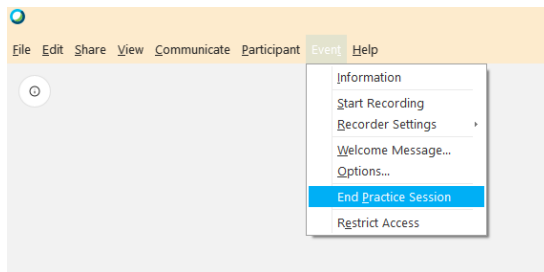 File Edit Share View Communicate Participant Event Help
Information
Start Recording
Recorder Settings
Welcome Message...
Options...
End Practice Session
Restrict Access